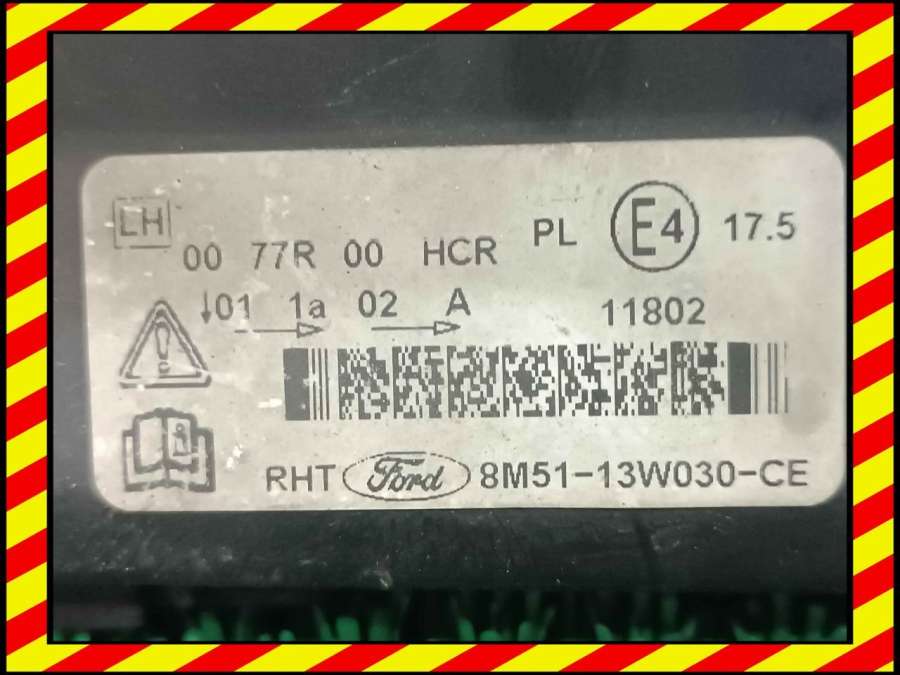 LH
00 77R 00 HCR PL E4 17.5
↓01 1a 02 A 11802
RHT Ford 8M51-13W030-CE